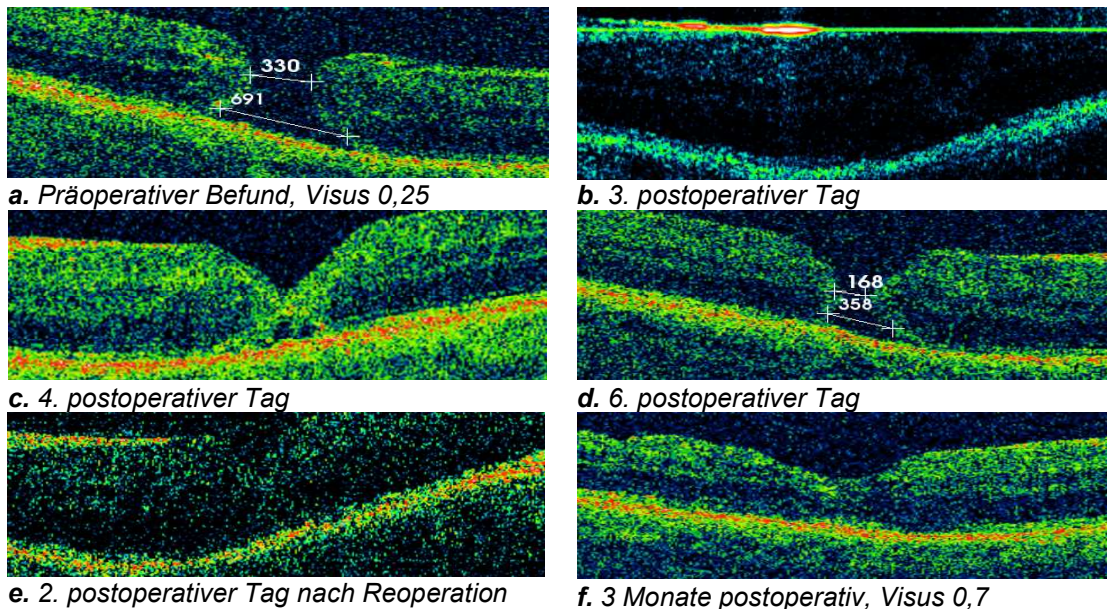 330
691
a. Präoperativer Befund, Visus 0,25
b. 3. postoperativer Tag
168
358
c. 4. postoperativer Tag
d. 6. postoperativer Tag
e. 2. postoperativer Tag nach Reoperation
f. 3 Monate postoperativ, Visus 0,7